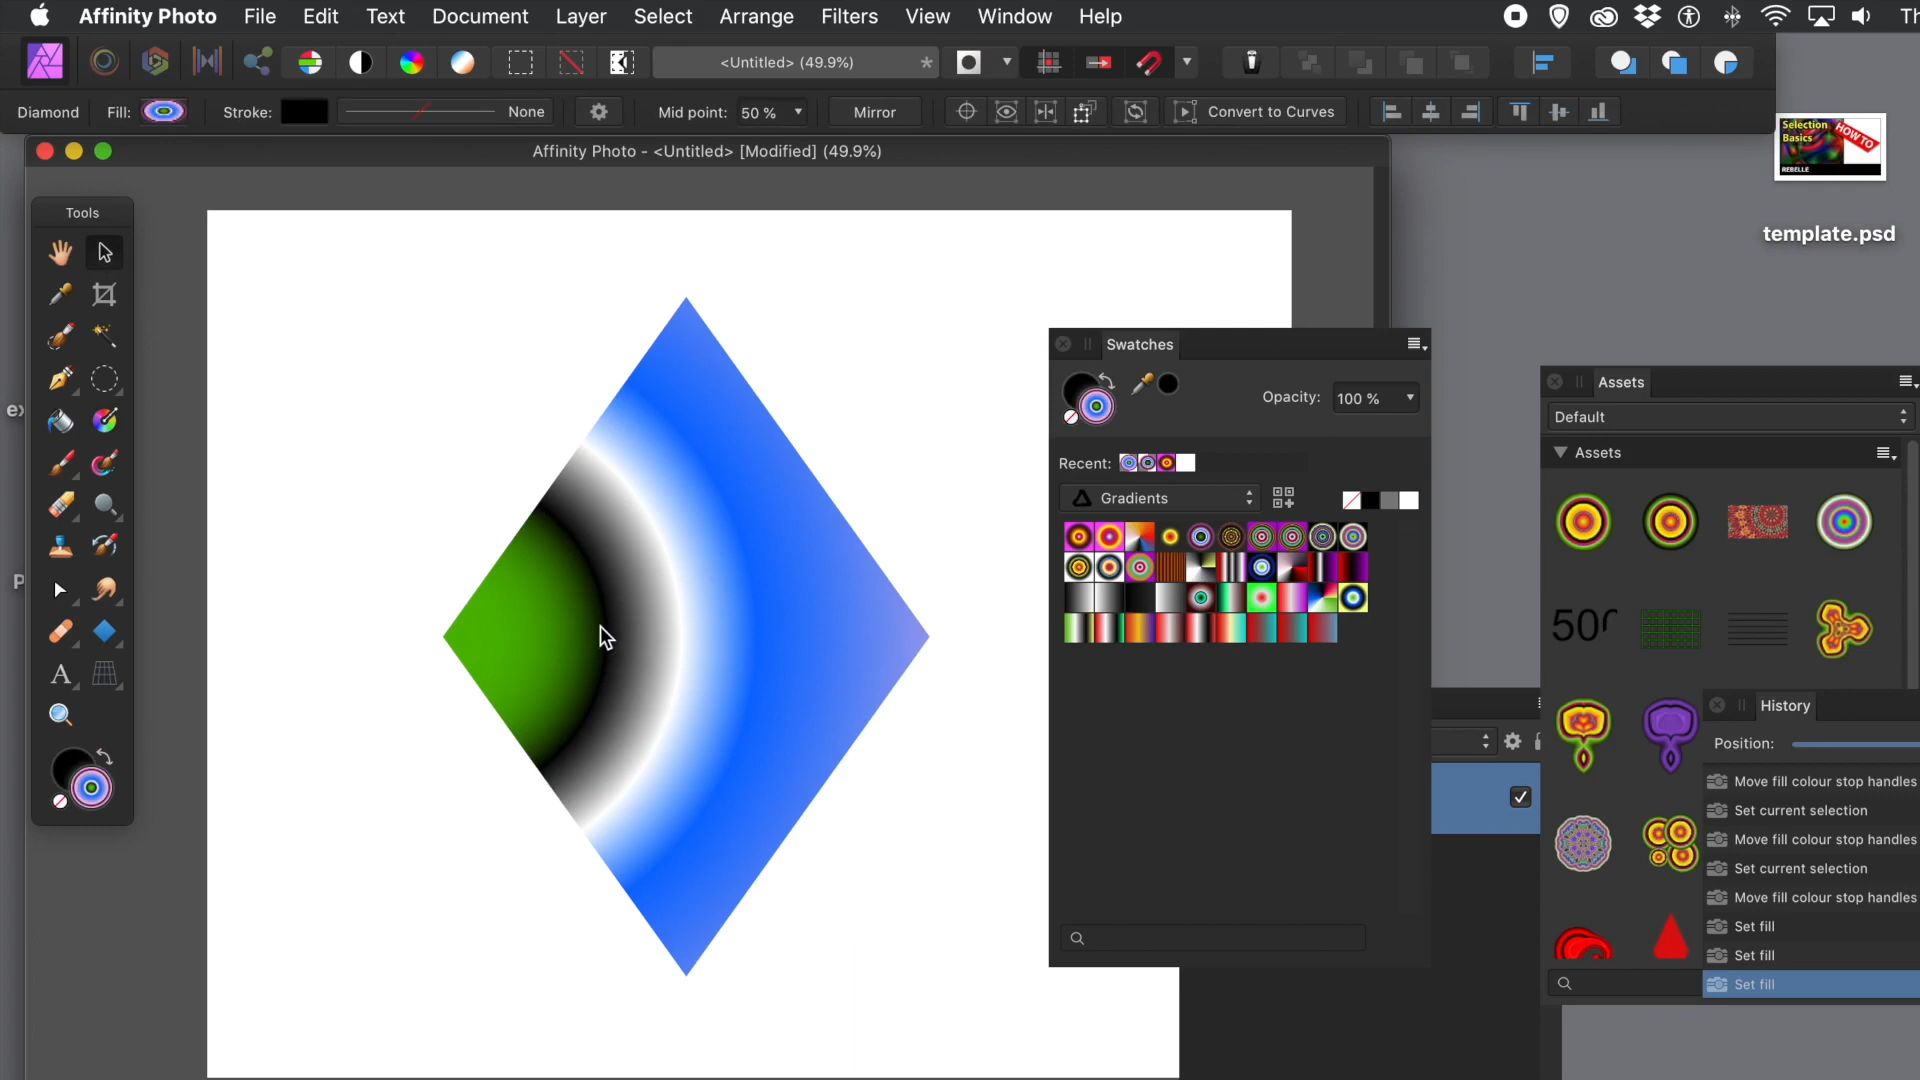 Affinity Photo File Edit Text Document Layer Select Arrange Filters View Window Help Th
<Untitled> (49.9%) *
Diamond Fill: Stroke: None Mid point: 50 % Mirror Convert to Curves
Affinity Photo - <Untitled> [Modified] (49.9%)
Selection
Basics
HOW TO
REBELLE
template.psd
Tools
ex
P
A
Swatches
Opacity: 100 %
Recent:
Gradients
Assets
Default
Assets
50
History
Position:
Move fill colour stop handles
Set current selection
Move fill colour stop handles
Set current selection
Move fill colour stop handles
Set fill
Set fill
Set fill